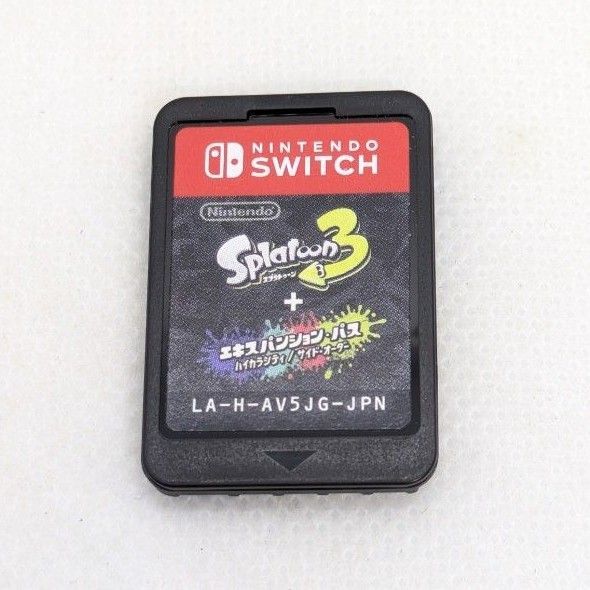 NINTENDO
SWITCH
Nintendo
Splatoon 3
スプラトゥーン
+
エキスパンション・パス
ハイカラシティ/サイド・オーダー
LA-H-AV5JG-JPN